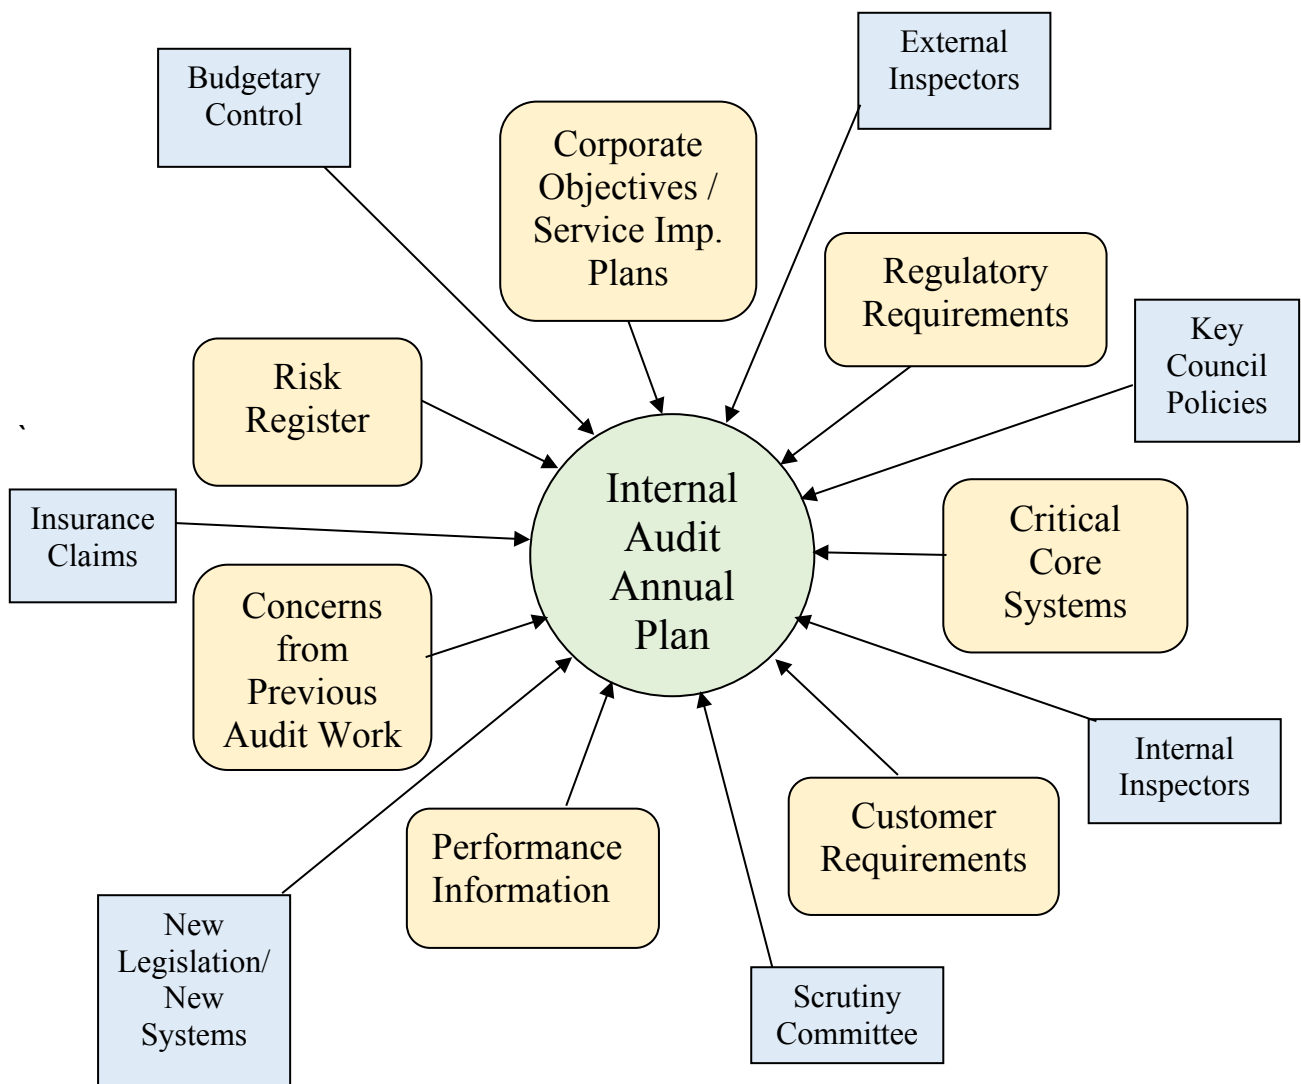 External
Inspectors
Budgetary
Control
Corporate
Objectives /
Service Imp.
Plans
Regulatory
Requirements
Key
Council
Policies
Risk
Register
`
Internal
Audit
Annual
Plan
Insurance
Claims
Critical
Core
Systems
Concerns
from
Previous
Audit Work
Internal
Inspectors
Customer
Requirements
Performance
Information
New
Legislation/
New
Systems
Scrutiny
Committee